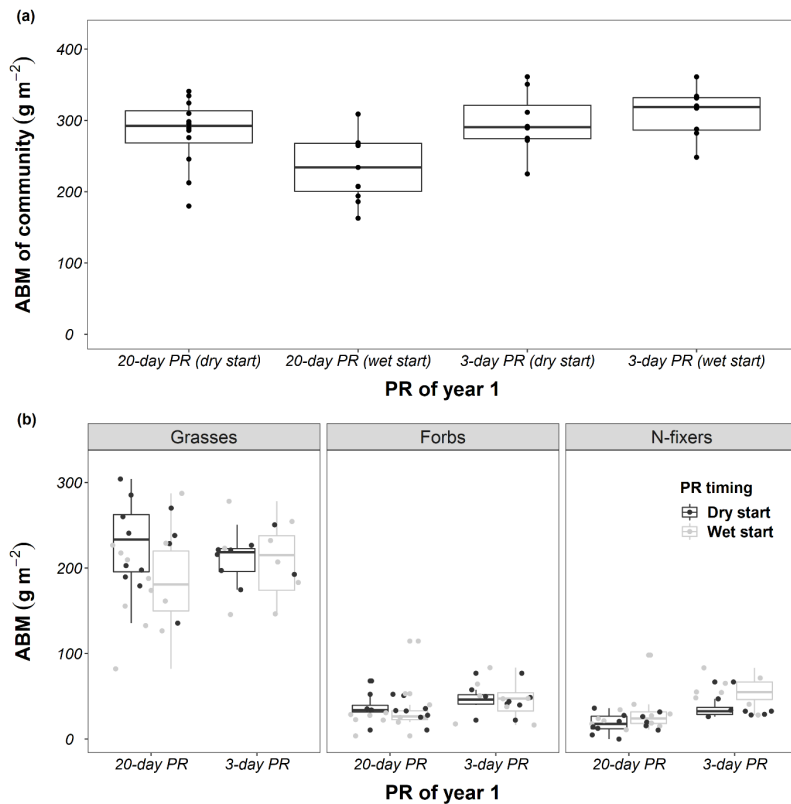 (a)
ABM of community (g m⁻²)
400
300
200
100
0
20-day PR (dry start) 20-day PR (wet start) 3-day PR (dry start) 3-day PR (wet start)
PR of year 1
(b)
Grasses Forbs N-fixers
ABM (g m⁻²)
300
200
100
0
PR timing
Dry start
Wet start
20-day PR 3-day PR 20-day PR 3-day PR 20-day PR 3-day PR
PR of year 1